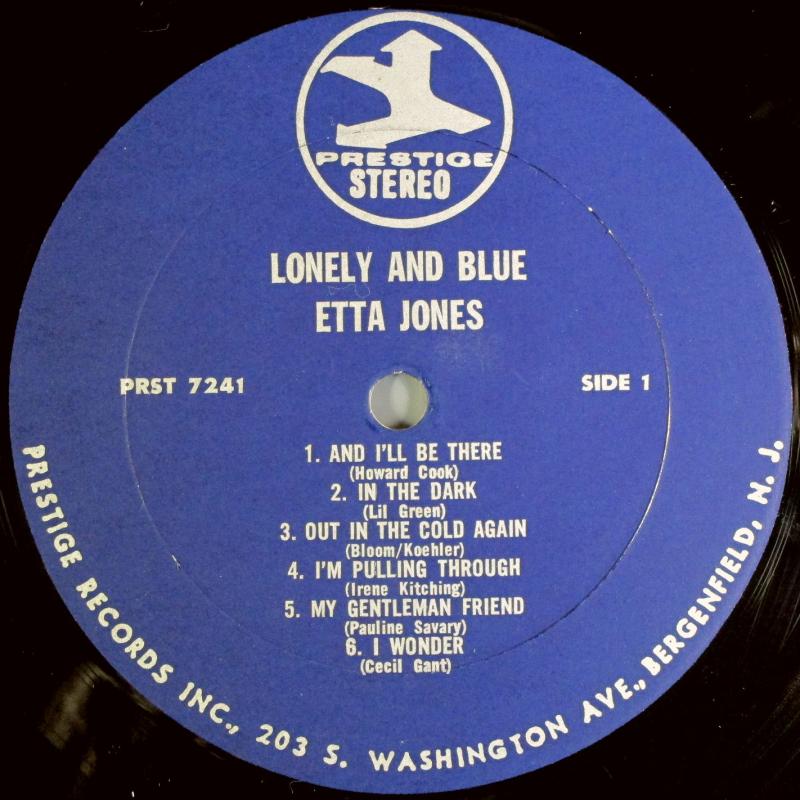 PRESTIGE
STEREO
LONELY AND BLUE
ETTA JONES
PRST 7241
SIDE 1
1. AND I'LL BE THERE
(Howard Cook)
2. IN THE DARK
(Lil Green)
3. OUT IN THE COLD AGAIN
(Bloom/Koehler)
4. I'M PULLING THROUGH
(Irene Kitching)
5. MY GENTLEMAN FRIEND
(Pauline Savary)
6. I WONDER
(Cecil Gant)
PRESTIGE RECORDS INC., 203 S. WASHINGTON AVE., BERGENFIELD, N. J.